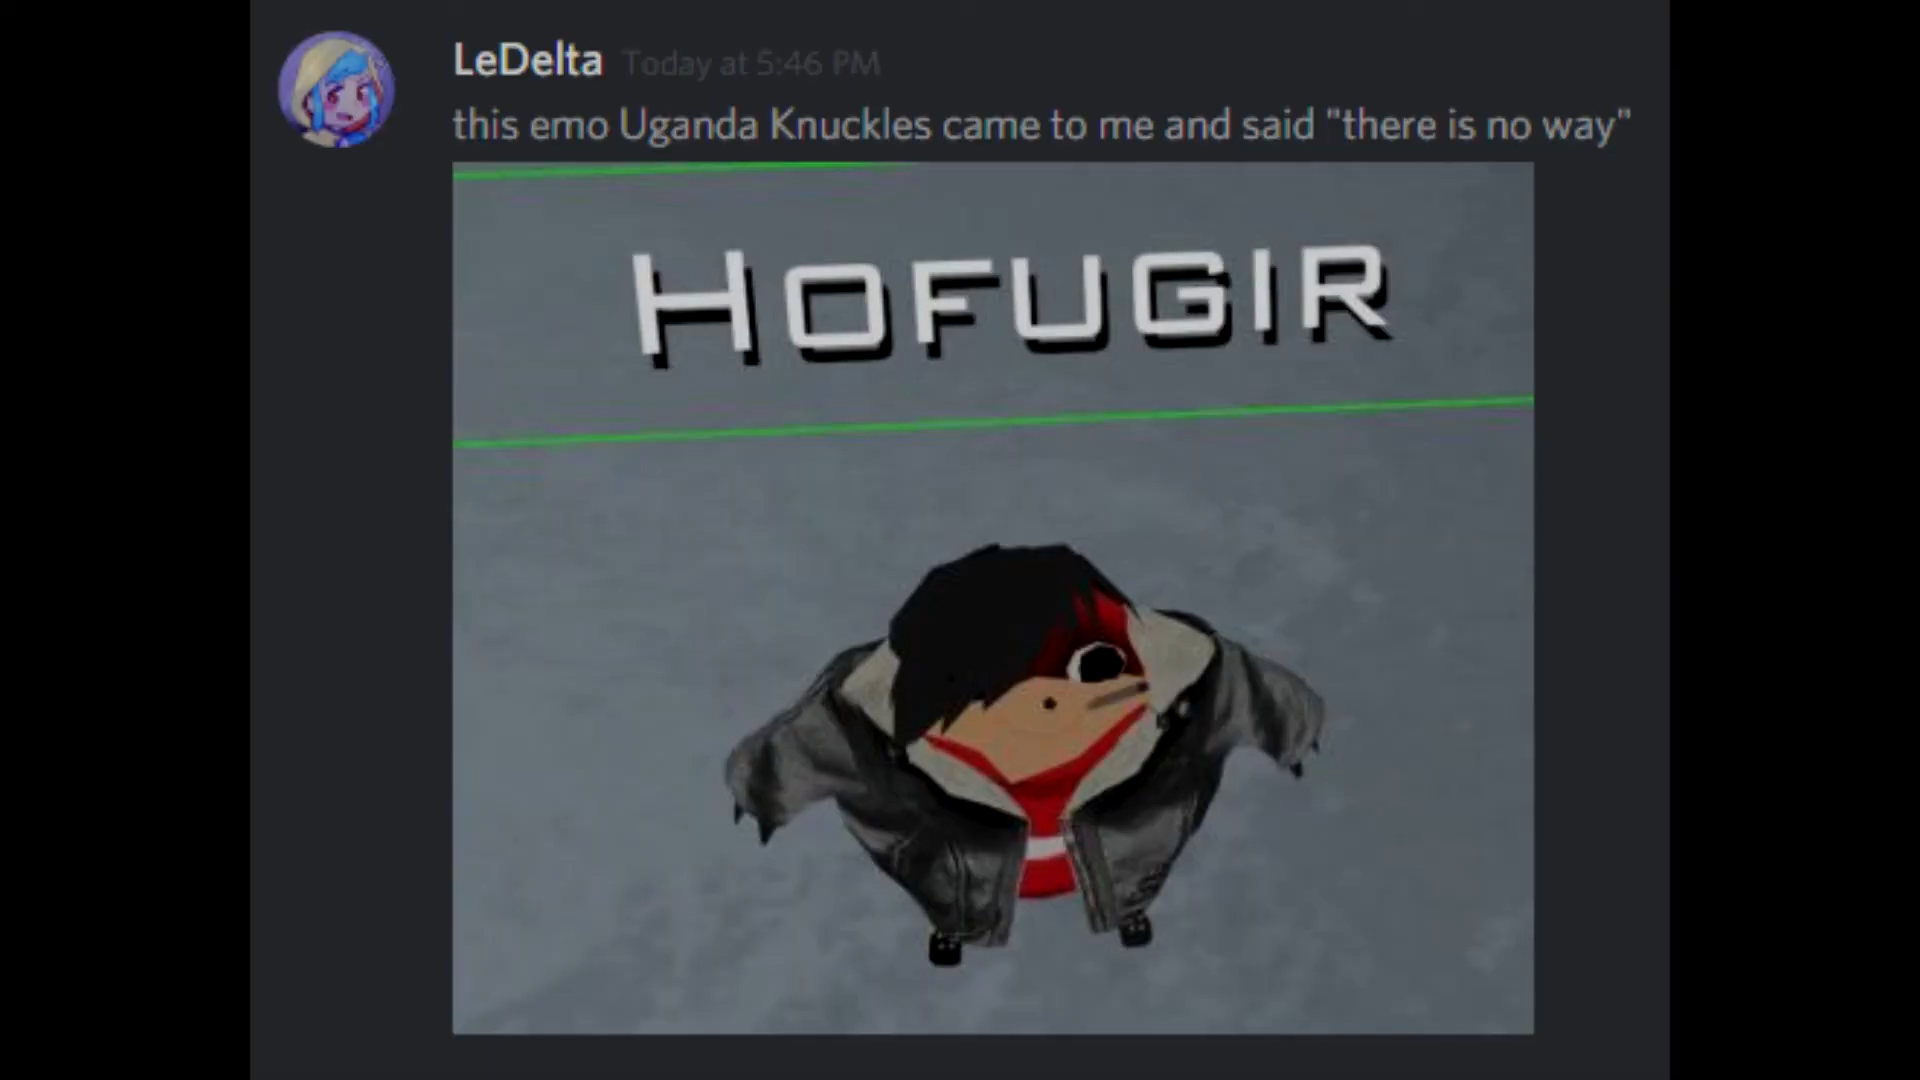 LeDelta Today at 5:46 PM
this emo Uganda Knuckles came to me and said "there is no way"
HOFUGIR